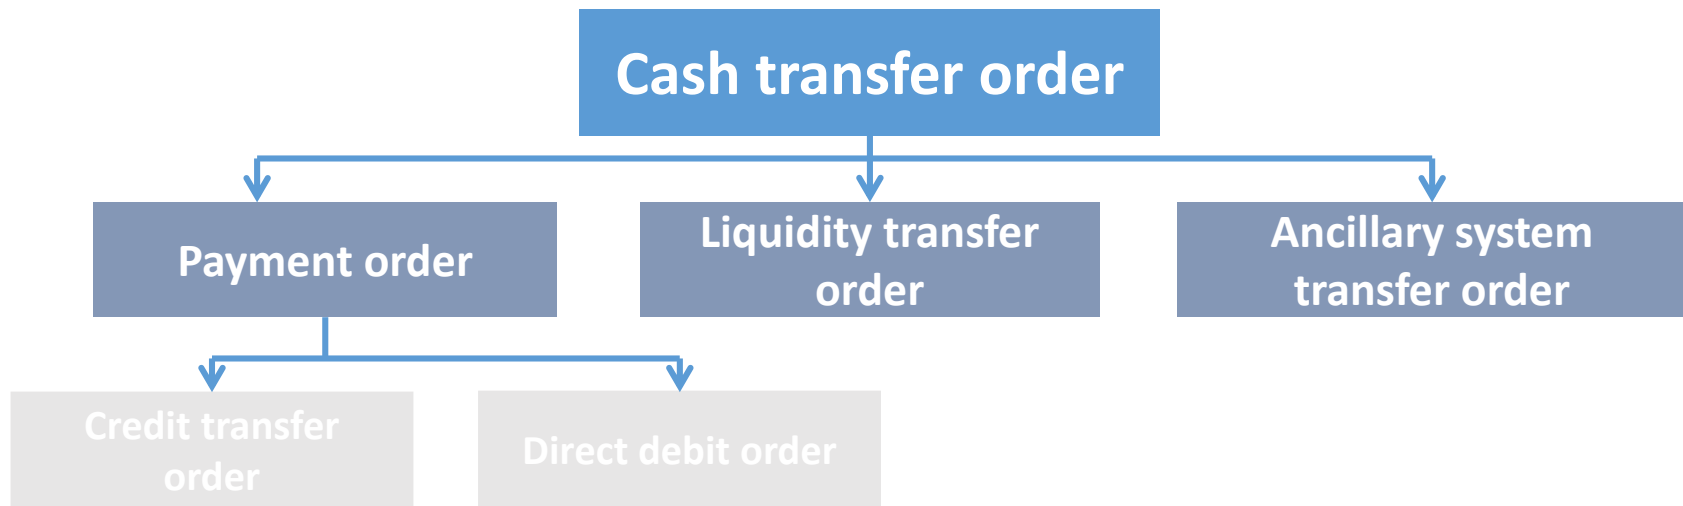 Cash transfer order
Payment order
Liquidity transfer
order
Ancillary system
transfer order
Credit transfer
order
Direct debit order